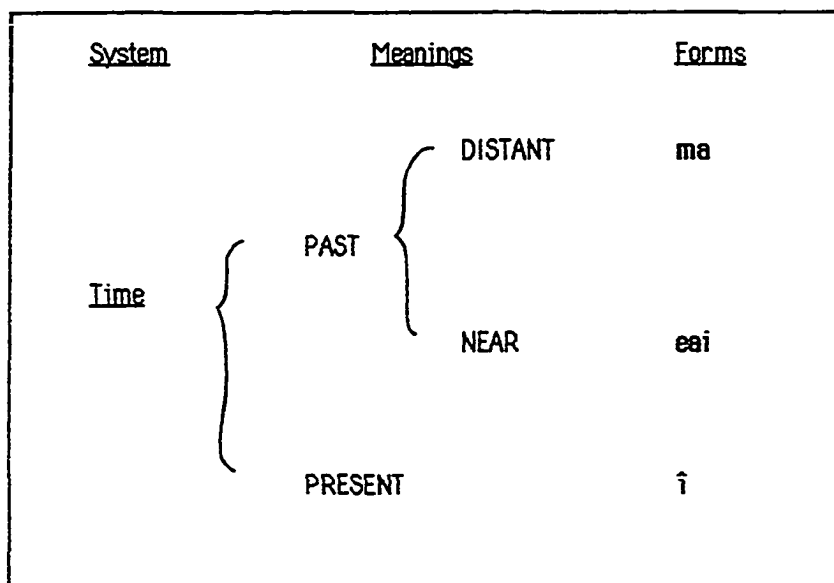 System Meanings Forms
DISTANT ma
PAST
Time
NEAR eai
PRESENT î